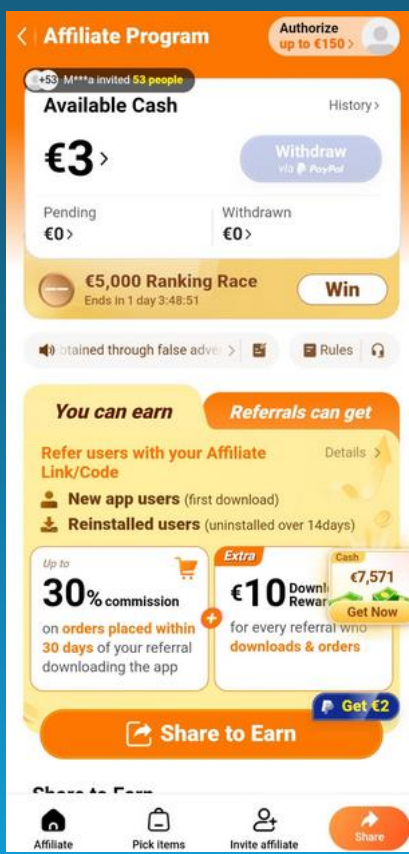 Affiliate Program
Authorize
up to €150 >
+53 M***a invited 53 people
Available Cash
History >
€3 >
Withdraw
via PayPal
Pending
€0 >
Withdrawn
€0 >
€5,000 Ranking Race
Ends in 1 day 3:48:51
Win
tained through false adve
Rules
You can earn
Referrals can get
Refer users with your Affiliate
Link/Code
Details >
New app users (first download)
Reinstalled users (uninstalled over 14days)
Up to
30% commission
on orders placed within
30 days of your referral
downloading the app
+
Extra
€10 Downl
Rewar
for every referral who
downloads & orders
Cash
€7,571
Get Now
Get €2
Share to Earn
Share to Earn
Affiliate
Pick items
Invite affiliate
Share